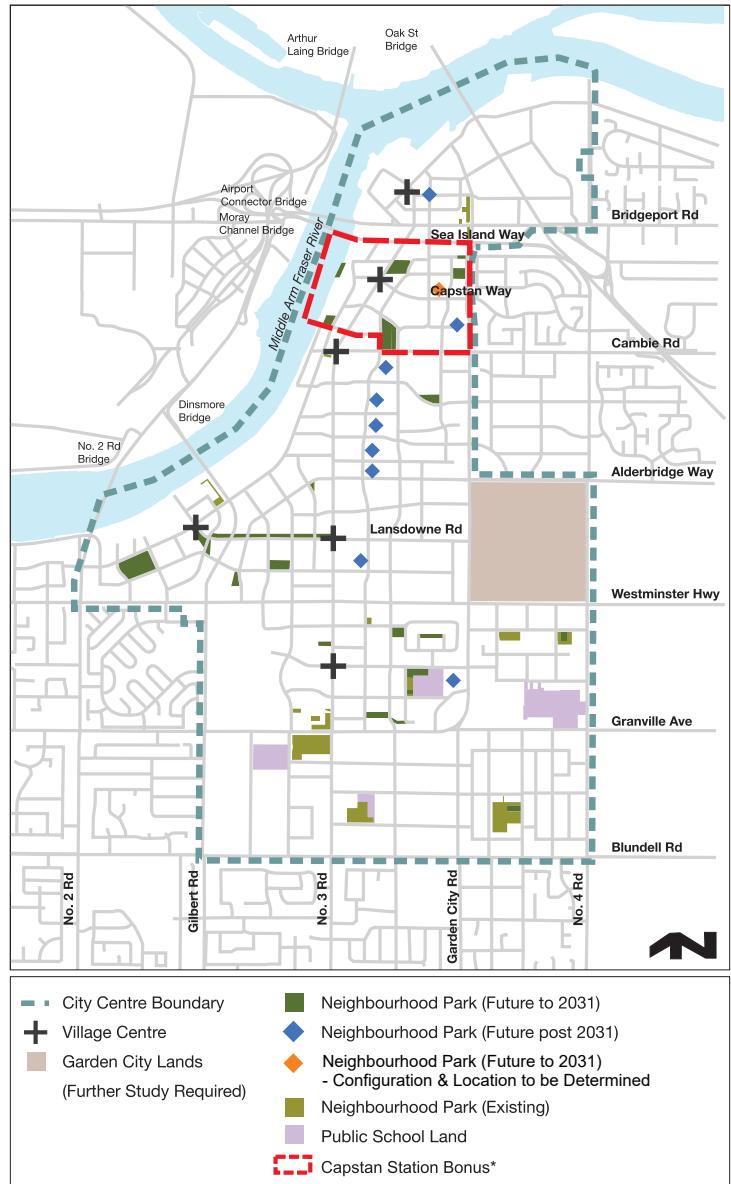 Arthur
Laing Bridge
Oak St
Bridge
Airport
Connector Bridge
Moray
Channel Bridge
Bridgeport Rd
Sea Island Way
Middle Arm Fraser River
Capstan Way
Cambie Rd
Dinsmore
Bridge
No. 2 Rd
Bridge
Alderbridge Way
Lansdowne Rd
Westminster Hwy
Granville Ave
Blundell Rd
No. 2 Rd
Gilbert Rd
No. 3 Rd
Garden City Rd
No. 4 Rd
City Centre Boundary
Village Centre
Garden City Lands
(Further Study Required)
Neighbourhood Park (Future to 2031)
Neighbourhood Park (Future post 2031)
Neighbourhood Park (Future to 2031)
- Configuration & Location to be Determined
Neighbourhood Park (Existing)
Public School Land
Capstan Station Bonus*